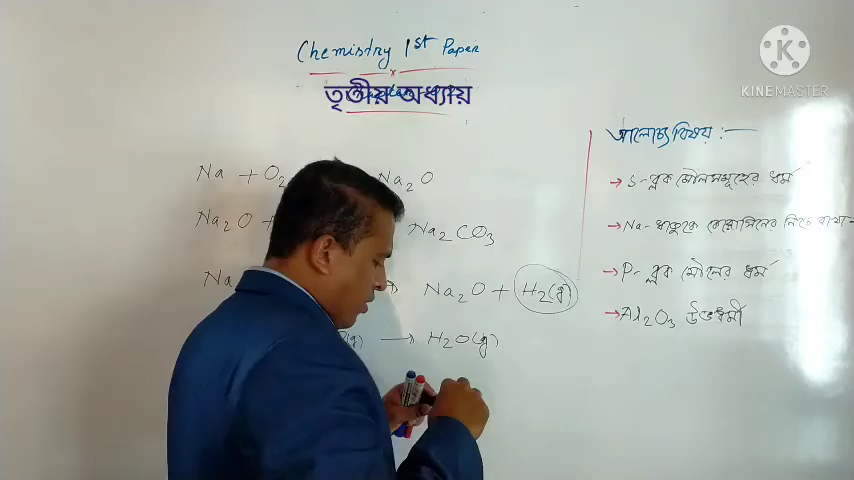 Chemistry 1st Paper
তৃতীয় অধ্যায়
KINEMASTER
আলোচ্য বিষয় :—
→ S-ব্লক মৌলসমূহের ধর্ম
→ Na-ধাতুকে কেরোসিনের নিচে রাখা
→ P-ব্লক মৌলের ধর্ম
→ Al2O3 উভধর্মী
Na + O2 Na2O
Na2O + Na2CO3
Na → Na2O + H2(g)
(g) → H2O(g)